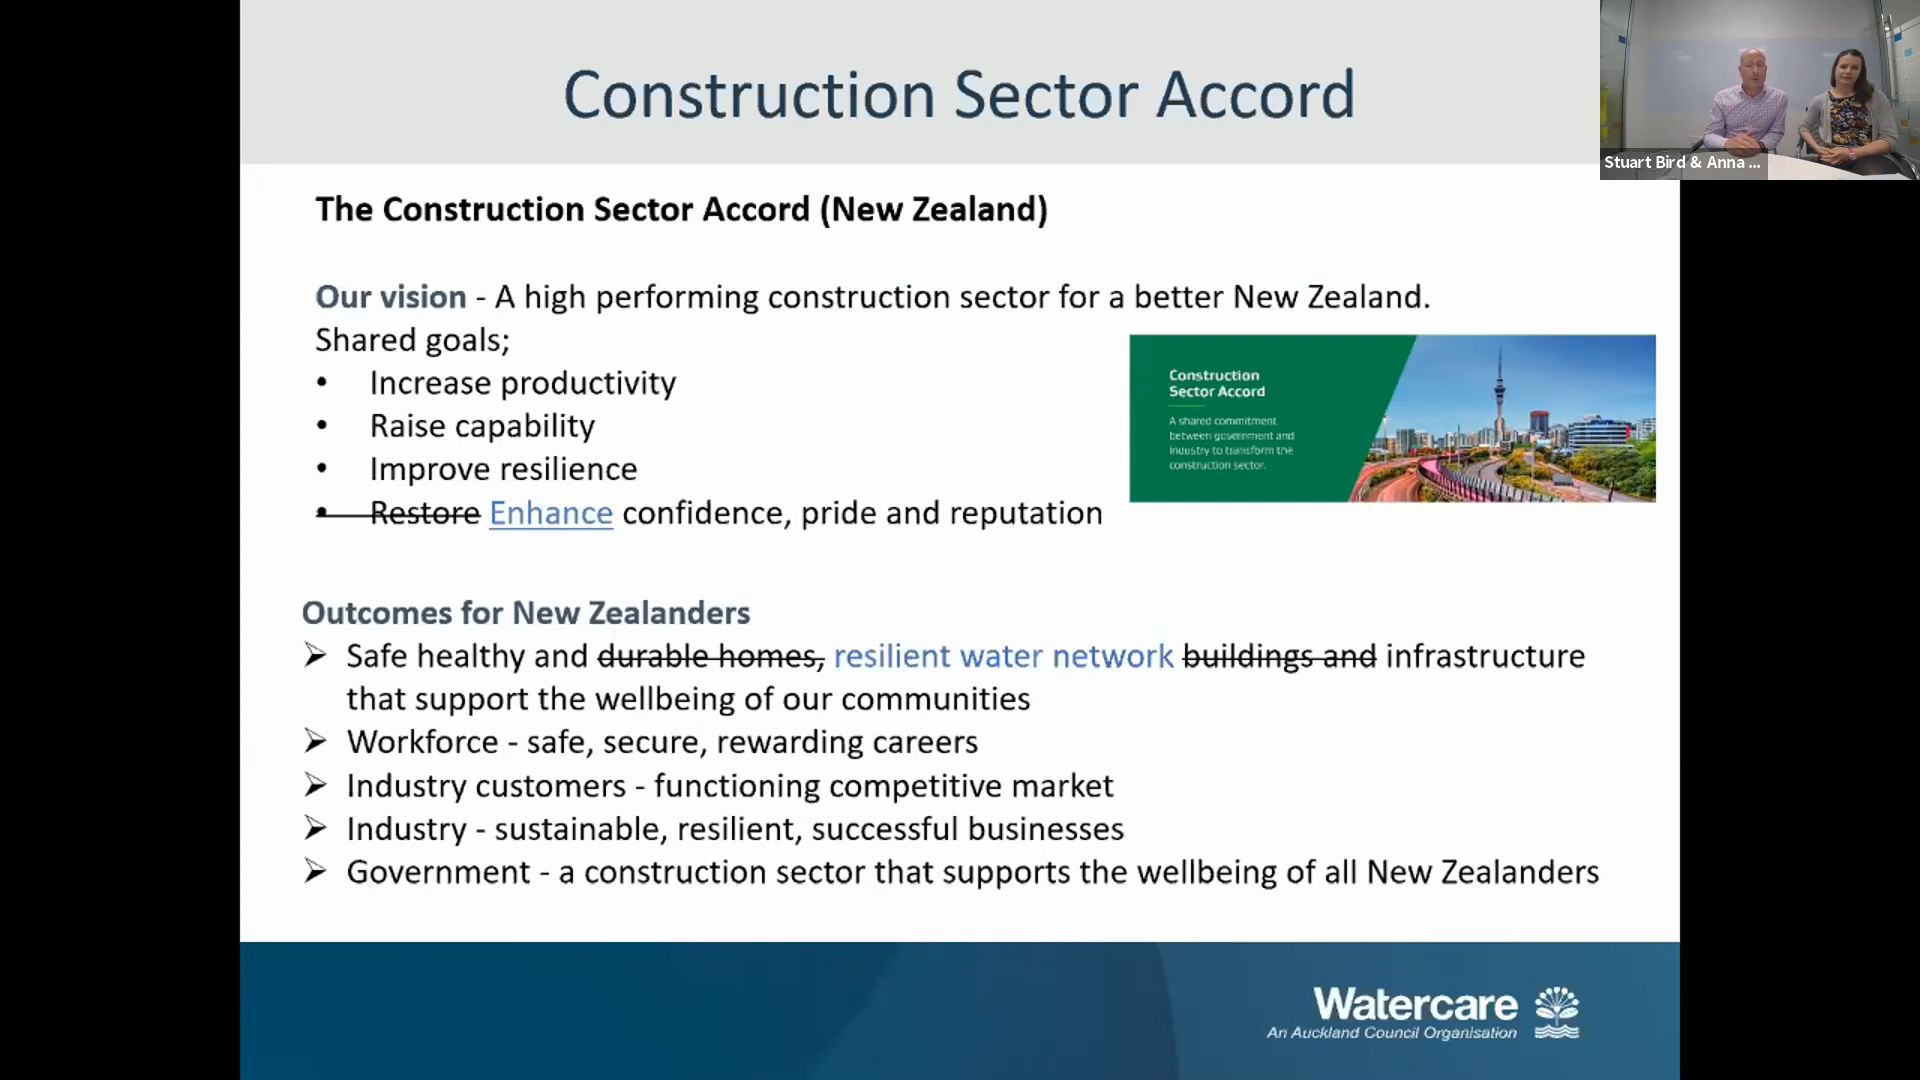 Construction Sector Accord
Stuart Bird & Anna ...
The Construction Sector Accord (New Zealand)
Our vision - A high performing construction sector for a better New Zealand.
Shared goals;
• Increase productivity
• Raise capability
• Improve resilience
• Restore Enhance confidence, pride and reputation
Construction
Sector Accord
A shared commitment
between government and
industry to transform the
construction sector.
Outcomes for New Zealanders
➢ Safe healthy and durable homes, resilient water network buildings and infrastructure
that support the wellbeing of our communities
➢ Workforce - safe, secure, rewarding careers
➢ Industry customers - functioning competitive market
➢ Industry - sustainable, resilient, successful businesses
➢ Government - a construction sector that supports the wellbeing of all New Zealanders
Watercare
An Auckland Council Organisation